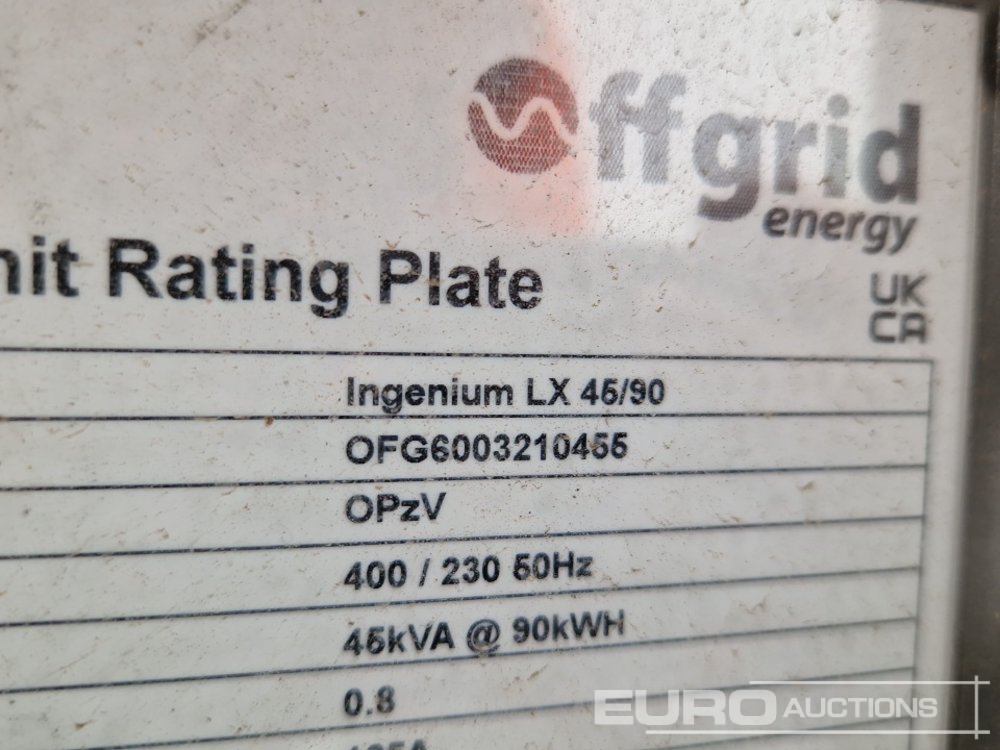 ffgrid
energy
nit Rating Plate
UK
CA
Ingenium LX 45/90
OFG6003210455
OPzV
400 / 230 50Hz
45kVA @ 90kWH
0.8
EURO AUCTIONS